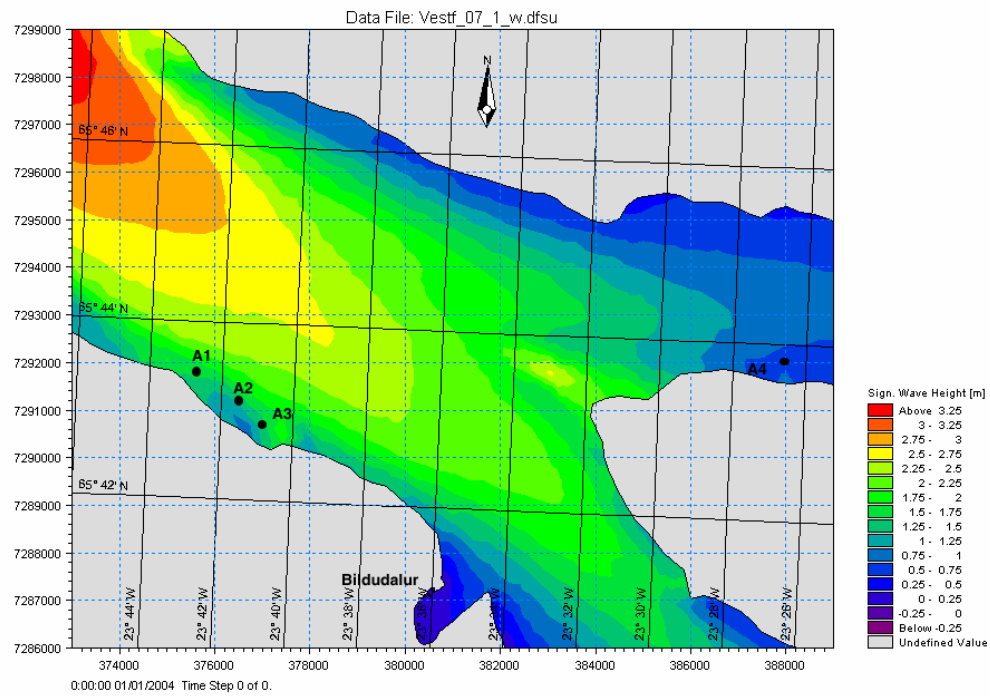 Data File: Vestf_07_1_w.dfsu
7299000
7298000
7297000
7296000
7295000
7294000
7293000
7292000
7291000
7290000
7289000
7288000
7287000
7286000
N
65° 46' N
65° 44' N
65° 42' N
A1
A2
A3
A4
Bildudalur
23° 44' W
23° 42' W
23° 40' W
23° 38' W
23° 32' W
23° 30' W
23° 28' W
23° 26' W
374000
376000
378000
380000
382000
384000
386000
388000
Sign. Wave Height [m]
Above 3.25
3 - 3.25
2.75 - 3
2.5 - 2.75
2.25 - 2.5
2 - 2.25
1.75 - 2
1.5 - 1.75
1.25 - 1.5
1 - 1.25
0.75 - 1
0.5 - 0.75
0.25 - 0.5
0 - 0.25
-0.25 - 0
Below -0.25
Undefined Value
0:00:00 01/01/2004 Time Step 0 of 0.